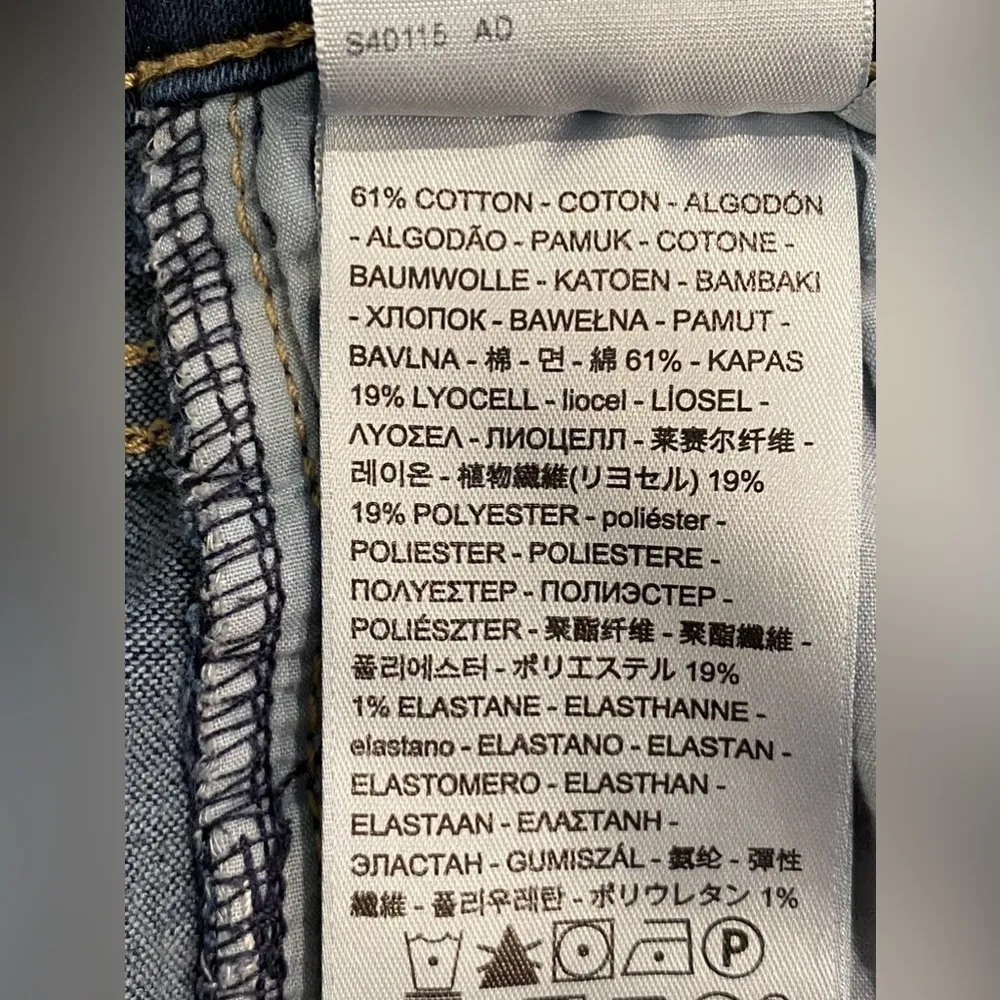 S40115 AD
61% COTTON - COTON - ALGODÓN
- ALGODÃO - PAMUK - COTONE -
BAUMWOLLE - KATOEN - BAMBAKI
- ХЛОПОК - BAWEŁNA - PAMUT -
BAVLNA - 棉 - 면 - 綿 61% - KAPAS
19% LYOCELL - liocel - LİOSEL -
ΛΥΟΣΕΛ - ЛИОЦЕЛЛ - 莱赛尔纤维 -
레이온 - 植物繊維(リヨセル) 19%
19% POLYESTER - poliéster -
POLIESTER - POLIESTERE -
ΠΟΛΥΕΣΤΕΡ - ПОЛИЭСТЕР -
POLIÉSZTER - 聚酯纤维 - 聚酯纖維 -
폴리에스터 - ポリエステル 19%
1% ELASTANE - ELASTHANNE -
elastano - ELASTANO - ELASTAN -
ELASTOMERO - ELASTHAN -
ELASTAAN - ΕΛΑΣΤΑΝΗ -
ЭЛАСТАН - GUMISZÁL - 氨纶 - 彈性
纖維 - 폴리우레탄 - ポリウレタン 1%
P